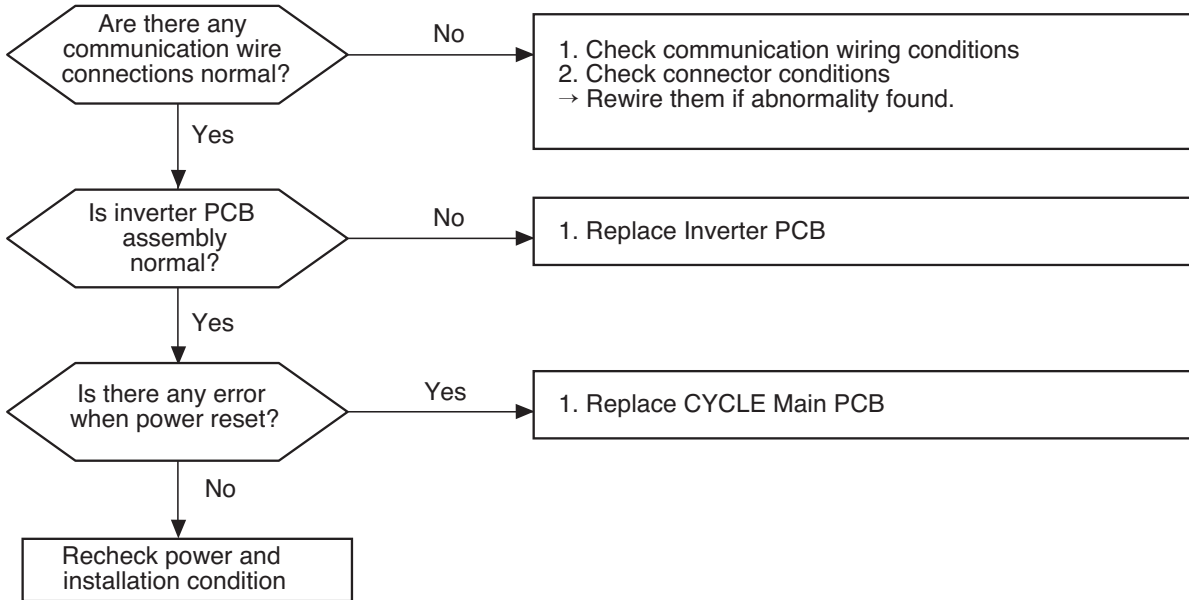 Are there any
communication wire
connections normal?
No
1. Check communication wiring conditions
2. Check connector conditions
→ Rewire them if abnormality found.
Yes
Is inverter PCB
assembly
normal?
No
1. Replace Inverter PCB
Yes
Is there any error
when power reset?
Yes
1. Replace CYCLE Main PCB
No
Recheck power and
installation condition